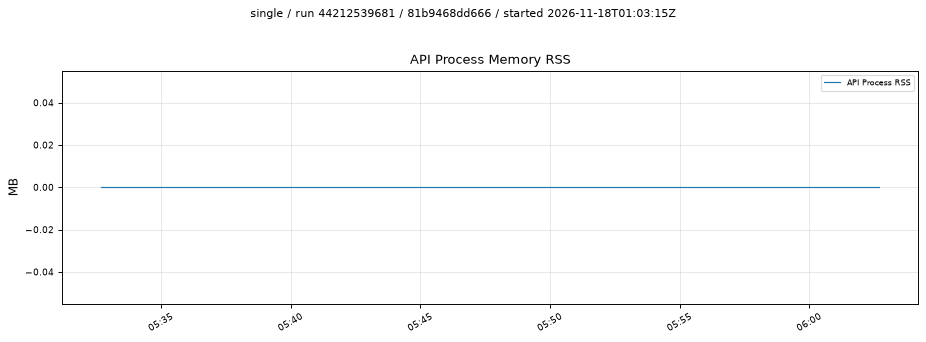 single / run 44212539681 / 81b9468dd666 / started 2026-11-18T01:03:15Z
API Process Memory RSS
API Process RSS
MB
0.04
0.02
0.00
−0.02
−0.04
05:35
05:40
05:45
05:50
05:55
06:00